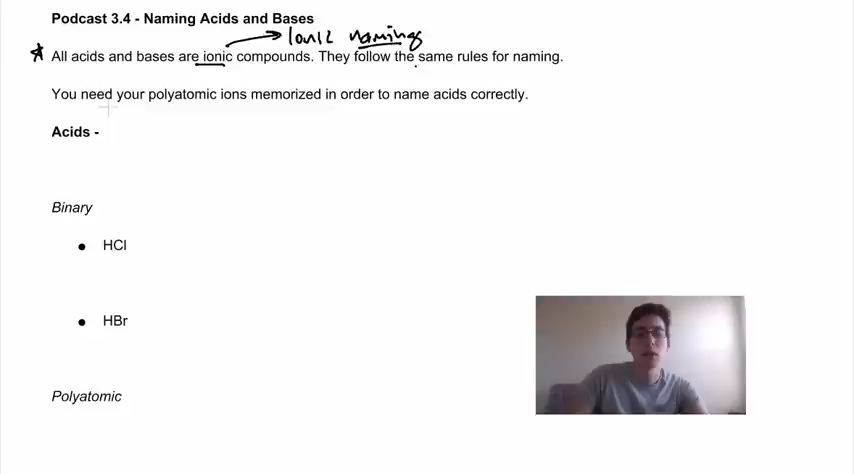 Podcast 3.4 - Naming Acids and Bases
Ionic naming
All acids and bases are ionic compounds. They follow the same rules for naming.
You need your polyatomic ions memorized in order to name acids correctly.
Acids -
Binary
● HCl
● HBr
Polyatomic